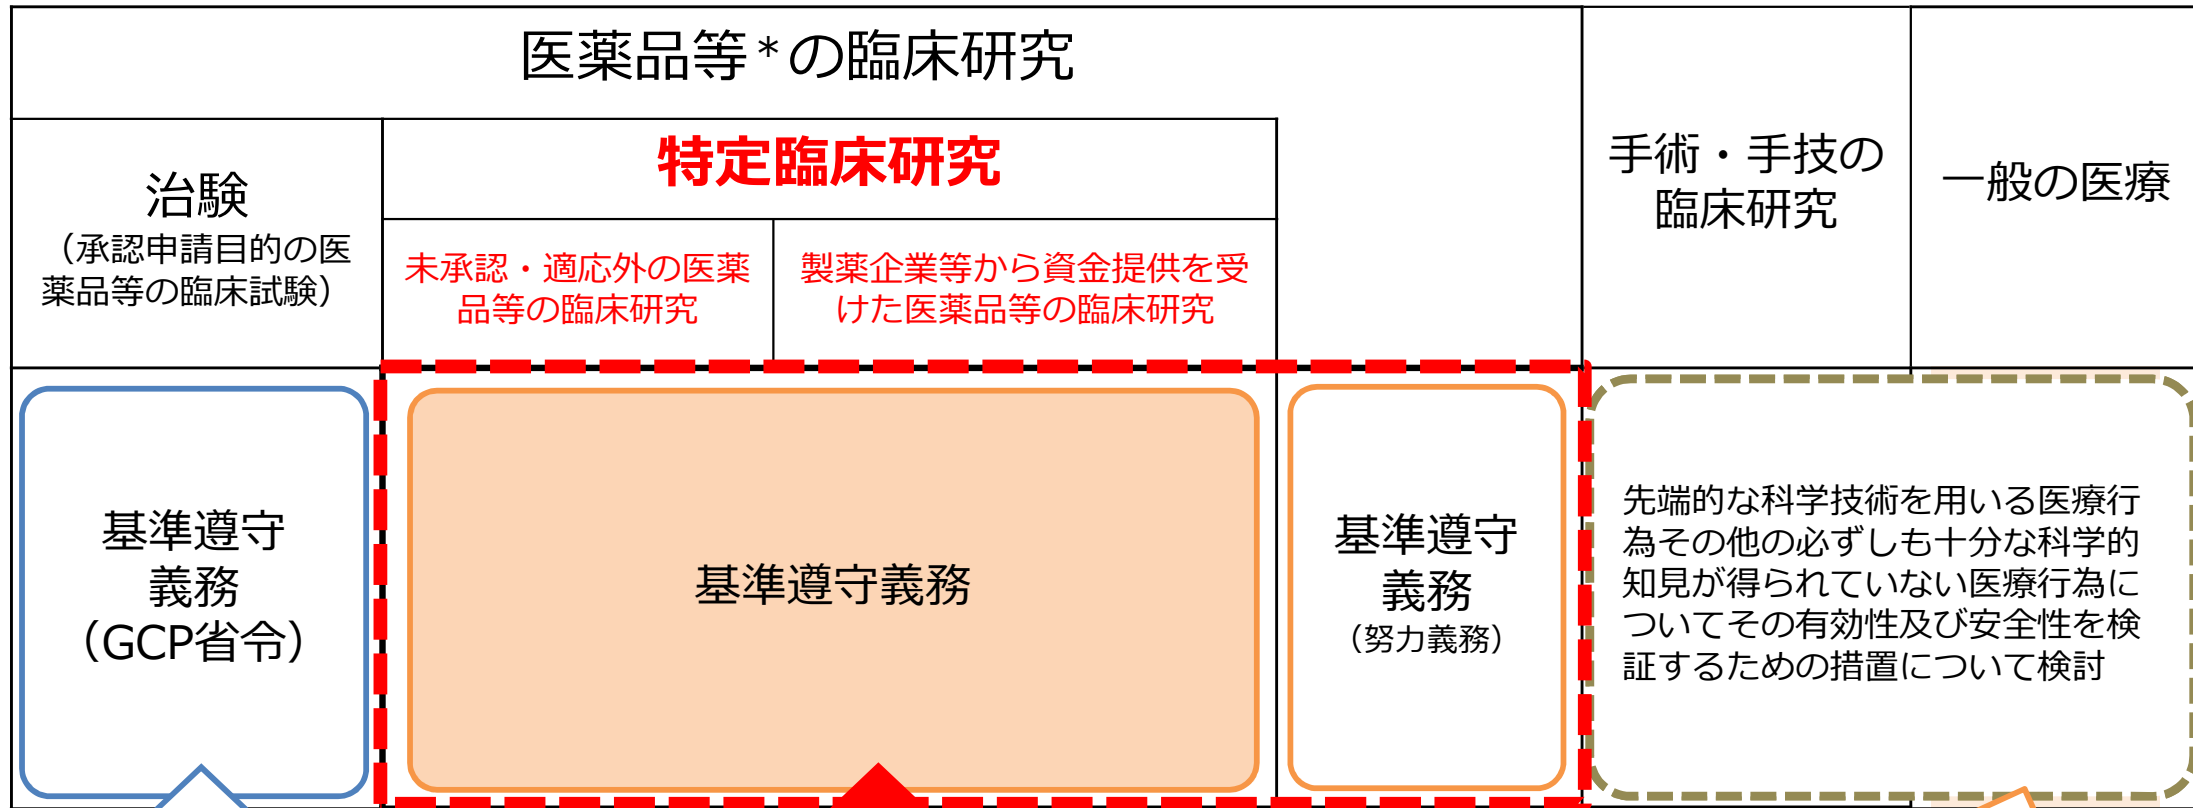 医薬品等*の臨床研究
治験
（承認申請目的の医
薬品等の臨床試験）
特定臨床研究
未承認・適応外の医薬
品等の臨床研究
製薬企業等から資金提供を受
けた医薬品等の臨床研究
手術・手技の
臨床研究
一般の医療
基準遵守
義務
（GCP省令）
基準遵守義務
基準遵守
義務
（努力義務）
先端的な科学技術を用いる医療行
為その他の必ずしも十分な科学的
知見が得られていない医療行為に
ついてその有効性及び安全性を検
証するための措置について検討